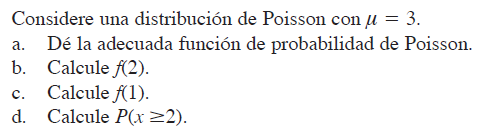 Considere una distribución de Poisson con μ = 3.
a. Dé la adecuada función de probabilidad de Poisson.
b. Calcule f(2).
c. Calcule f(1).
d. Calcule P(x ≥2).